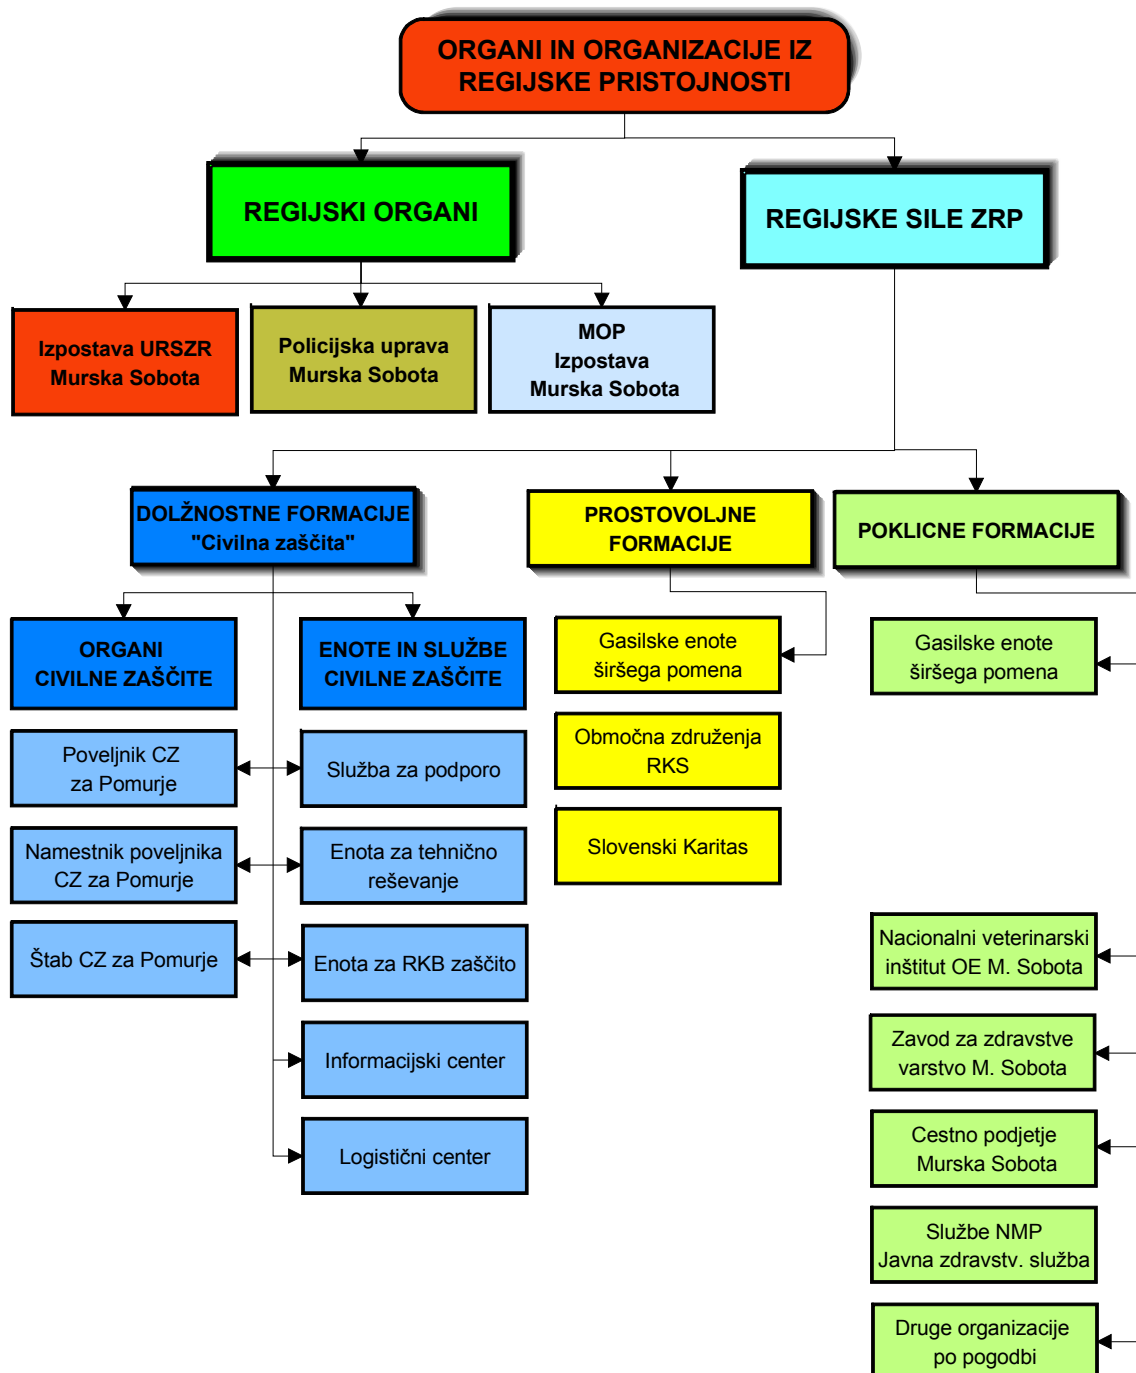 ORGANI IN ORGANIZACIJE IZ
REGIJSKE PRISTOJNOSTI
REGIJSKI ORGANI
REGIJSKE SILE ZRP
Izpostava URSZR
Murska Sobota
Policijska uprava
Murska Sobota
MOP
Izpostava
Murska Sobota
DOLŽNOSTNE FORMACIJE
"Civilna zaščita"
PROSTOVOLJNE
FORMACIJE
POKLICNE FORMACIJE
ORGANI
CIVILNE ZAŠČITE
ENOTE IN SLUŽBE
CIVILNE ZAŠČITE
Gasilske enote
širšega pomena
Gasilske enote
širšega pomena
Poveljnik CZ
za Pomurje
Služba za podporo
Območna združenja
RKS
Namestnik poveljnika
CZ za Pomurje
Enota za tehnično
reševanje
Slovenski Karitas
Štab CZ za Pomurje
Enota za RKB zaščito
Nacionalni veterinarski
inštitut OE M. Sobota
Informacijski center
Zavod za zdravstve
varstvo M. Sobota
Logistični center
Cestno podjetje
Murska Sobota
Službe NMP
Javna zdravstv. služba
Druge organizacije
po pogodbi